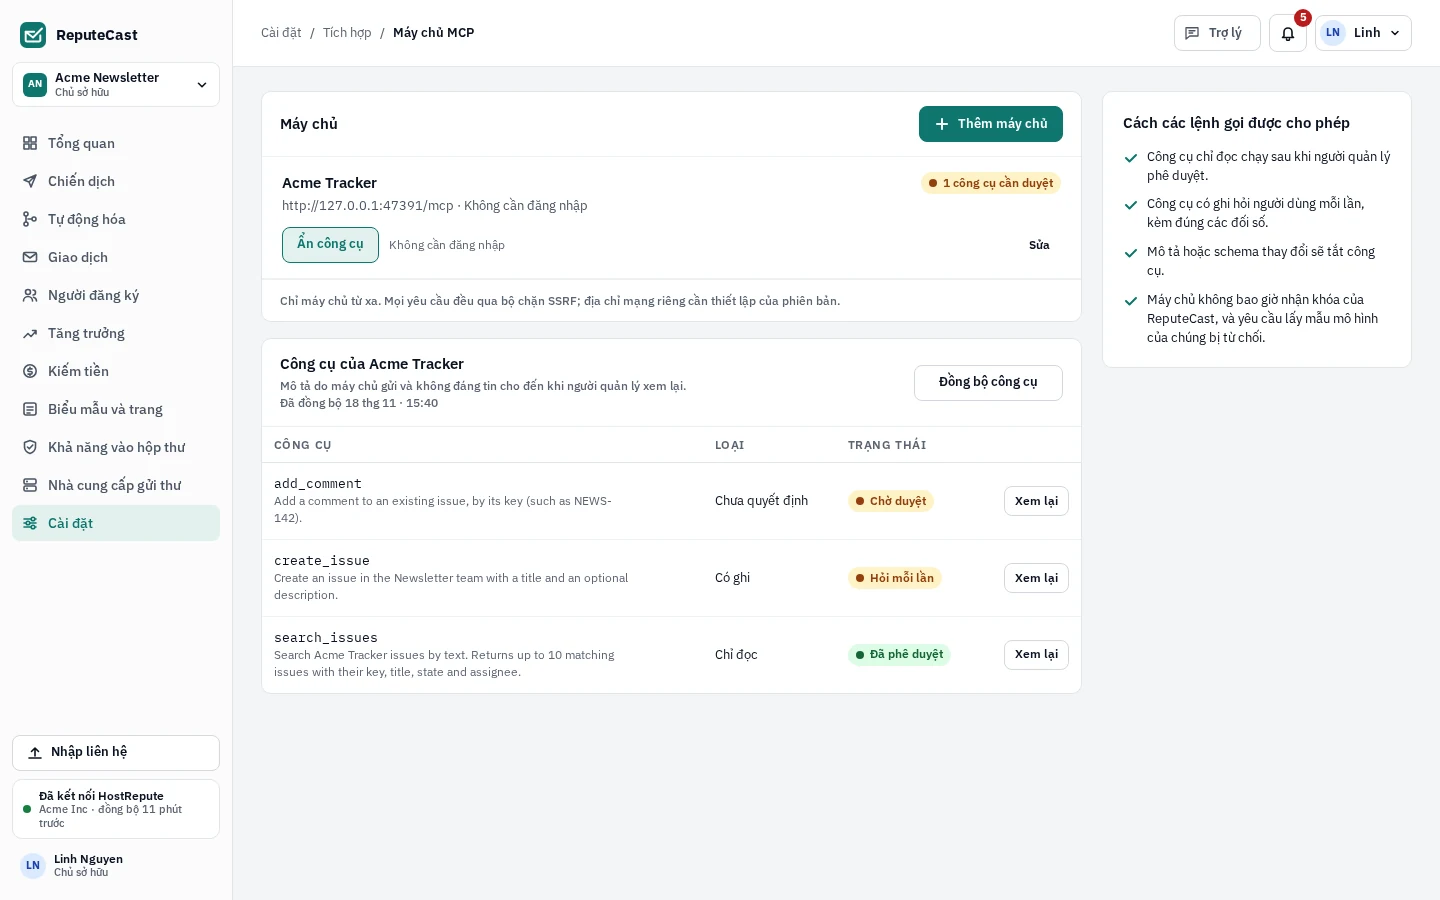 ReputeCast
AN
Acme Newsletter
Chủ sở hữu
Tổng quan
Chiến dịch
Tự động hóa
Giao dịch
Người đăng ký
Tăng trưởng
Kiếm tiền
Biểu mẫu và trang
Khả năng vào hộp thư
Nhà cung cấp gửi thư
Cài đặt
Nhập liên hệ
Đã kết nối HostRepute
Acme Inc · đồng bộ 11 phút
trước
LN
Linh Nguyen
Chủ sở hữu
Cài đặt / Tích hợp / Máy chủ MCP
Trợ lý
5
LN Linh
Máy chủ
Thêm máy chủ
Acme Tracker
1 công cụ cần duyệt
http://127.0.0.1:47391/mcp · Không cần đăng nhập
Ẩn công cụ
Không cần đăng nhập
Sửa
Chỉ máy chủ từ xa. Mọi yêu cầu đều qua bộ chặn SSRF; địa chỉ mạng riêng cần thiết lập của phiên bản.
Công cụ của Acme Tracker
Mô tả do máy chủ gửi và không đáng tin cho đến khi người quản lý xem lại.
Đã đồng bộ 18 thg 11 · 15:40
Đồng bộ công cụ
CÔNG CỤ LOẠI TRẠNG THÁI
add_comment
Add a comment to an existing issue, by its key (such as NEWS-
142).
Chưa quyết định
Chờ duyệt
Xem lại
create_issue
Create an issue in the Newsletter team with a title and an optional
description.
Có ghi
Hỏi mỗi lần
Xem lại
search_issues
Search Acme Tracker issues by text. Returns up to 10 matching
issues with their key, title, state and assignee.
Chỉ đọc
Đã phê duyệt
Xem lại
Cách các lệnh gọi được cho phép
Công cụ chỉ đọc chạy sau khi người quản lý
phê duyệt.
Công cụ có ghi hỏi người dùng mỗi lần,
kèm đúng các đối số.
Mô tả hoặc schema thay đổi sẽ tắt công
cụ.
Máy chủ không bao giờ nhận khóa của
ReputeCast, và yêu cầu lấy mẫu mô hình
của chúng bị từ chối.